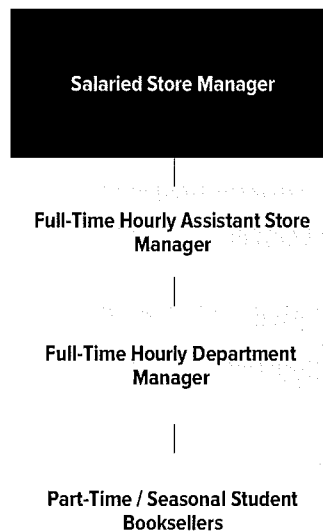 Salaried Store Manager
Full-Time Hourly Assistant Store
Manager
Full-Time Hourly Department
Manager
Part-Time / Seasonal Student
Booksellers